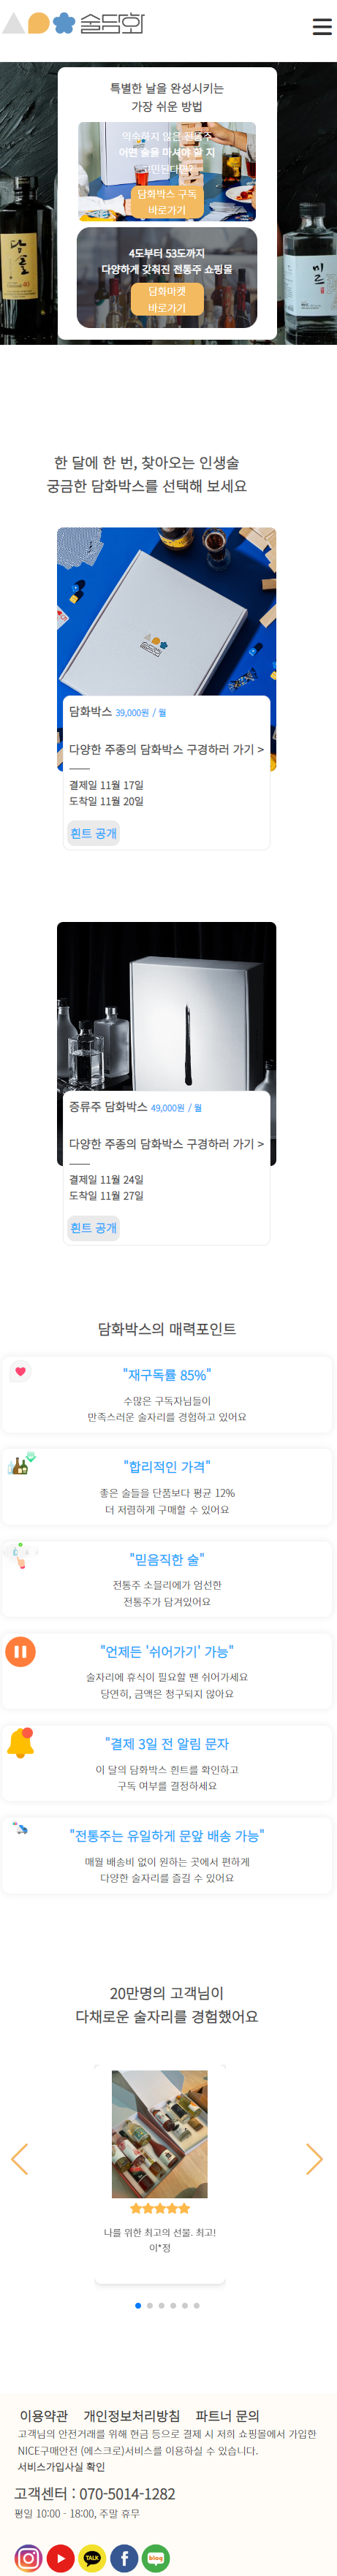 술담화
특별한 날을 완성시키는
가장 쉬운 방법
익숙하지 않은 전통주
어떤 술을 마셔야 할 지
고민된다면?
담화박스 구독
바로가기
4도부터 53도까지
다양하게 갖춰진 전통주 쇼핑몰
담화마켓
바로가기
한 달에 한 번, 찾아오는 인생술
궁금한 담화박스를 선택해 보세요
술담화
담화박스 39,000원 / 월
다양한 주종의 담화박스 구경하러 가기 >
결제일 11월 17일
도착일 11월 20일
힌트 공개
증류주 담화박스 49,000원 / 월
다양한 주종의 담화박스 구경하러 가기 >
결제일 11월 24일
도착일 11월 27일
힌트 공개
담화박스의 매력포인트
"재구독률 85%"
수많은 구독자님들이
만족스러운 술자리를 경험하고 있어요
"합리적인 가격"
좋은 술들을 단품보다 평균 12%
더 저렴하게 구매할 수 있어요
"믿음직한 술"
전통주 소믈리에가 엄선한
전통주가 담겨있어요
"언제든 '쉬어가기' 가능"
술자리에 휴식이 필요할 땐 쉬어가세요
당연히, 금액은 청구되지 않아요
"결제 3일 전 알림 문자"
이 달의 담화박스 힌트를 확인하고
구독 여부를 결정하세요
"전통주는 유일하게 문앞 배송 가능"
매월 배송비 없이 원하는 곳에서 편하게
다양한 술자리를 즐길 수 있어요
20만명의 고객님이
다채로운 술자리를 경험했어요
나를 위한 최고의 선물. 최고!
이*정
이용약관 개인정보처리방침 파트너 문의
고객님의 안전거래를 위해 현금 등으로 결제 시 저희 쇼핑몰에서 가입한
NICE구매안전 (에스크로)서비스를 이용하실 수 있습니다.
서비스가입사실 확인
고객센터 : 070-5014-1282
평일 10:00 - 18:00, 주말 휴무
TALK
blog